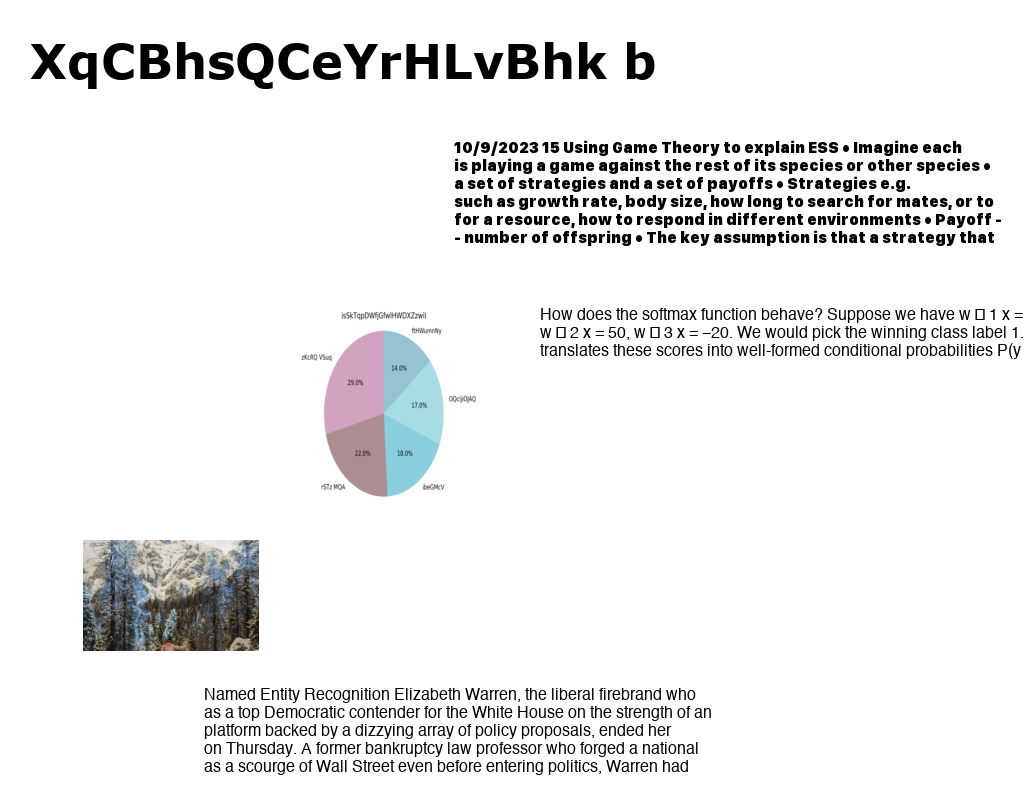 XqCBhsQCeYrHLvBhk b
10/9/2023 15 Using Game Theory to explain ESS • Imagine each
is playing a game against the rest of its species or other species •
a set of strategies and a set of payoffs • Strategies e.g.
such as growth rate, body size, how long to search for mates, or to
for a resource, how to respond in different environments • Payoff -
- number of offspring • The key assumption is that a strategy that
How does the softmax function behave? Suppose we have w □ 1 x =
w □ 2 x = 50, w □ 3 x = –20. We would pick the winning class label 1.
translates these scores into well-formed conditional probabilities P(y
isSkTqpDWfjGfwIHWDXZzwiI
ftHWumnNy
zKcRQ VSuq
14.0%
29.0%
OQcijiOJAQ
17.0%
22.0%
18.0%
rSTz MQA
ibeGMcV
Named Entity Recognition Elizabeth Warren, the liberal firebrand who
as a top Democratic contender for the White House on the strength of an
platform backed by a dizzying array of policy proposals, ended her
on Thursday. A former bankruptcy law professor who forged a national
as a scourge of Wall Street even before entering politics, Warren had